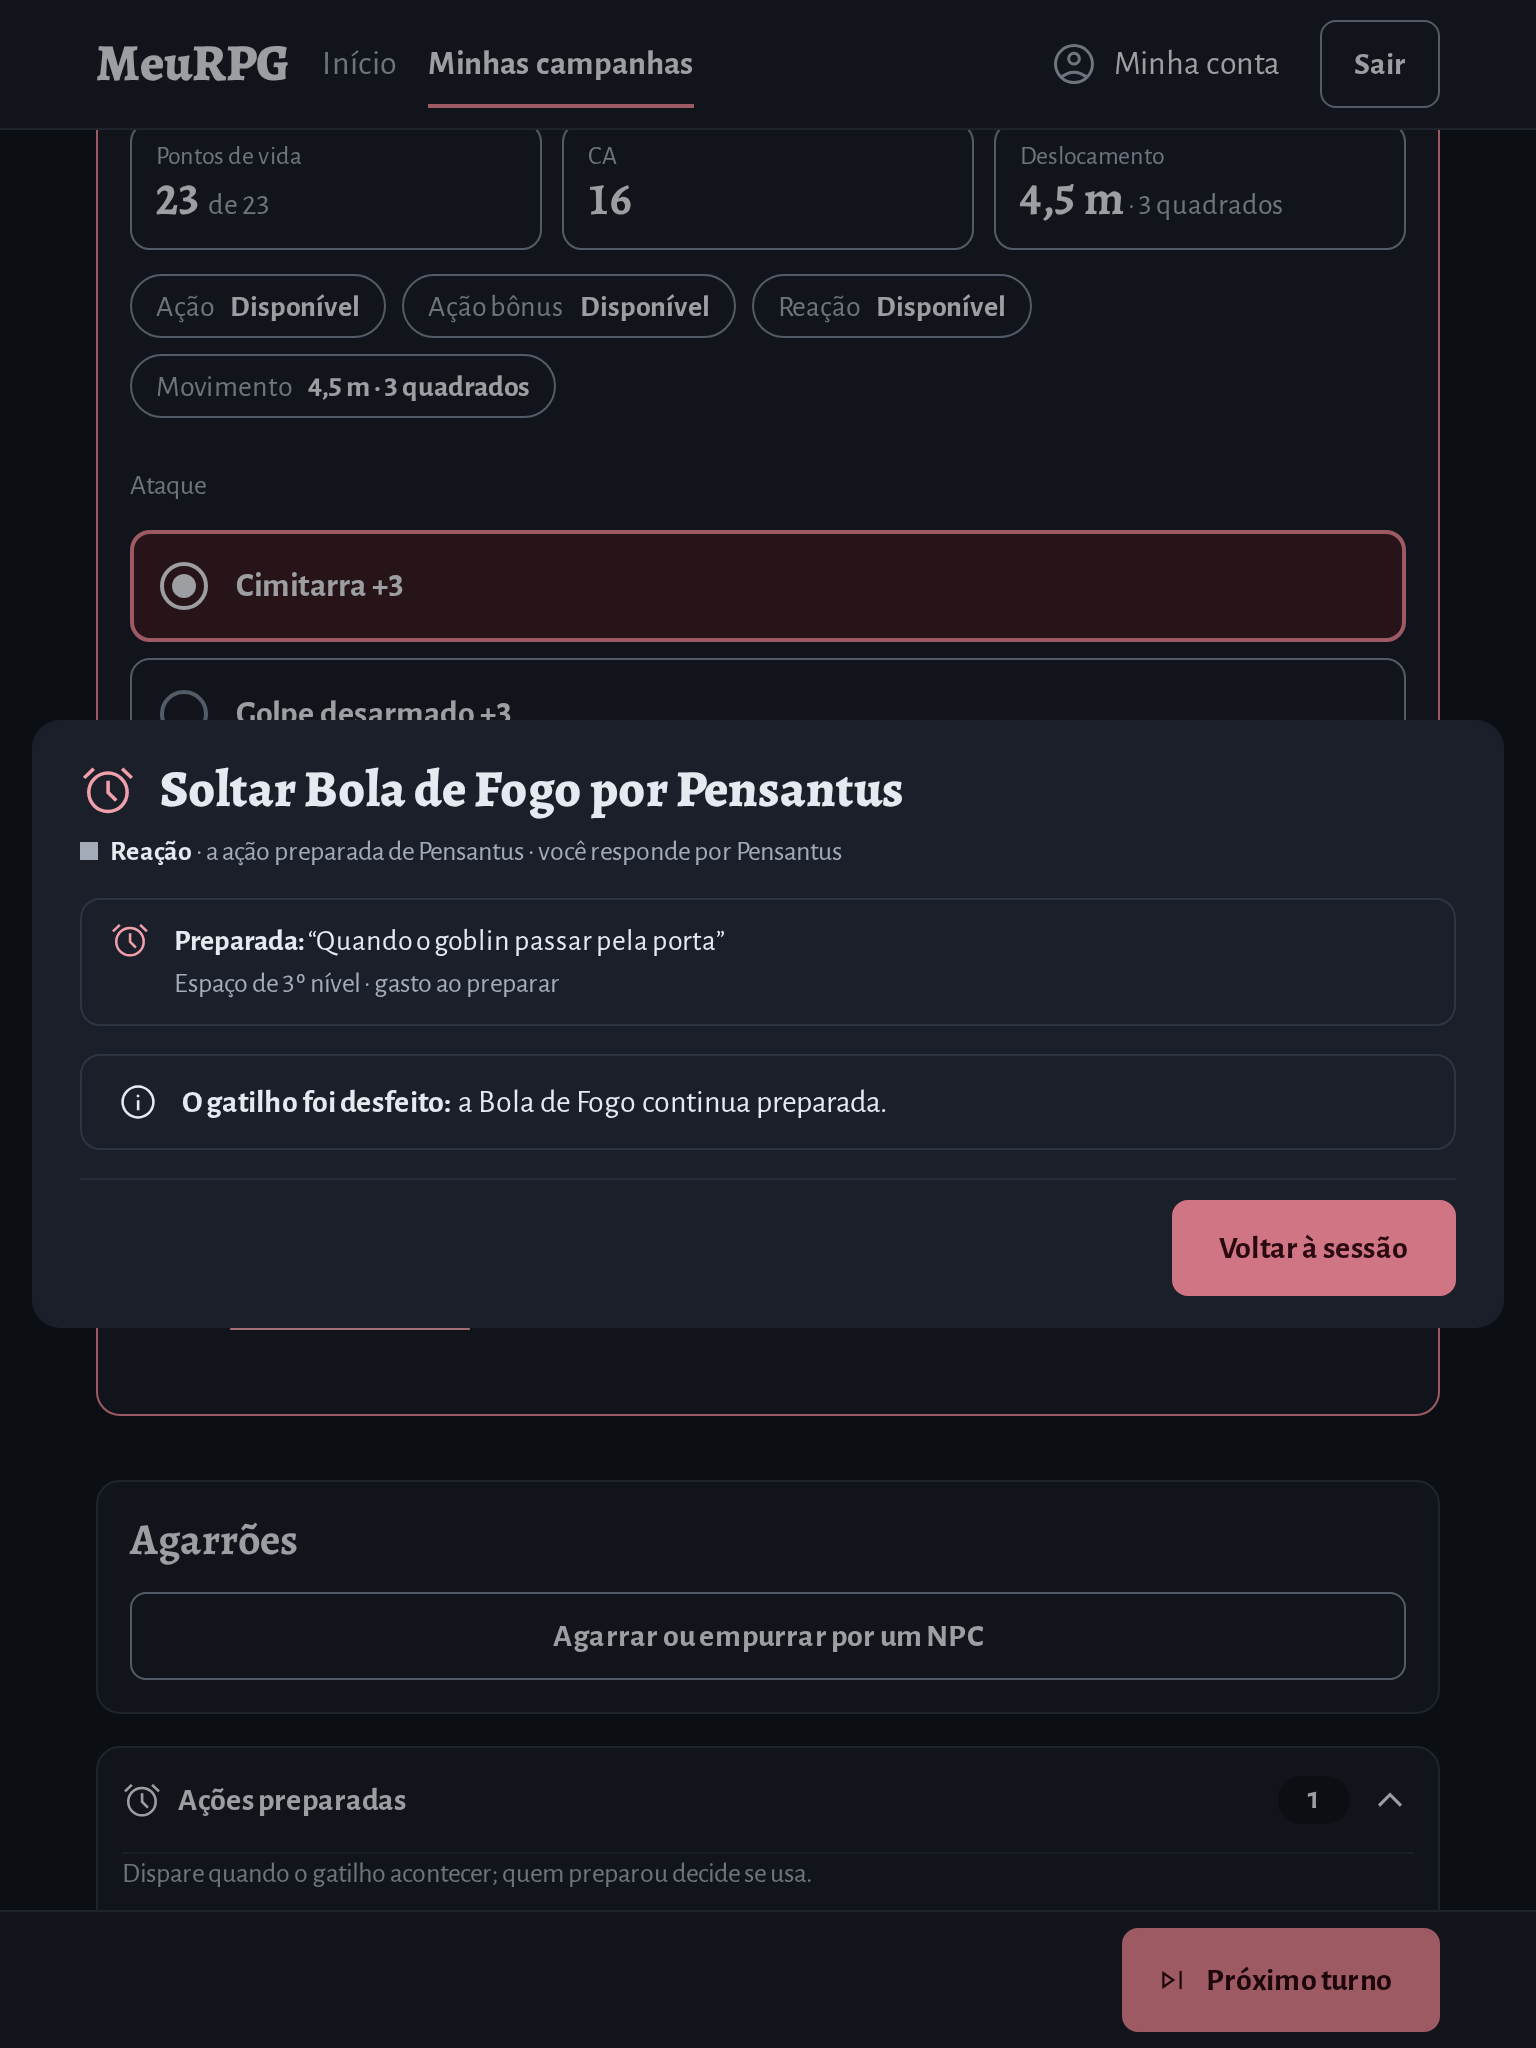 MeuRPG Início Minhas campanhas Minha conta Sair
Pontos de vida CA Deslocamento
23 de 23 16 4,5 m · 3 quadrados
Ação Disponível Ação bônus Disponível Reação Disponível
Movimento 4,5 m · 3 quadrados
Ataque
Cimitarra +3
Golpe desarmado +3
Soltar Bola de Fogo por Pensantus
Reação · a ação preparada de Pensantus · você responde por Pensantus
Preparada: “Quando o goblin passar pela porta”
Espaço de 3º nível · gasto ao preparar
O gatilho foi desfeito: a Bola de Fogo continua preparada.
Voltar à sessão
Agarrões
Agarrar ou empurrar por um NPC
Ações preparadas 1
Dispare quando o gatilho acontecer; quem preparou decide se usa.
Próximo turno